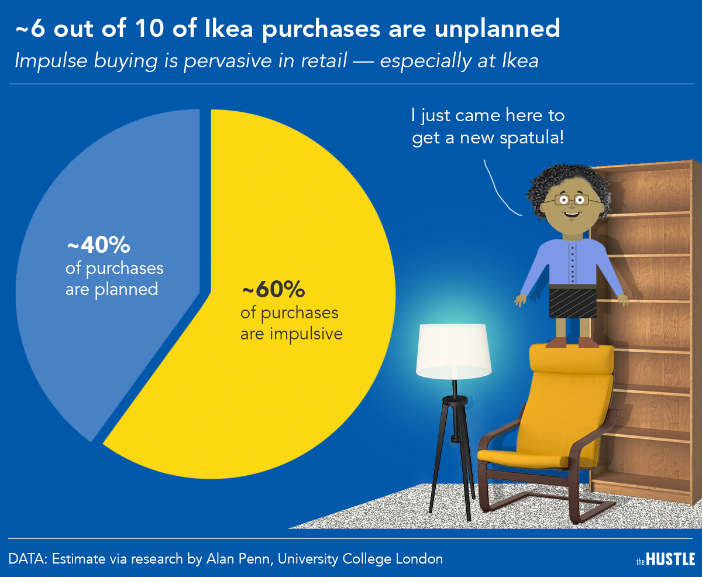 ~6 out of 10 of Ikea purchases are unplanned
Impulse buying is pervasive in retail — especially at Ikea
I just came here to
get a new spatula!
~40%
of purchases
are planned
~60%
of purchases
are impulsive
DATA: Estimate via research by Alan Penn, University College London
the HUSTLE